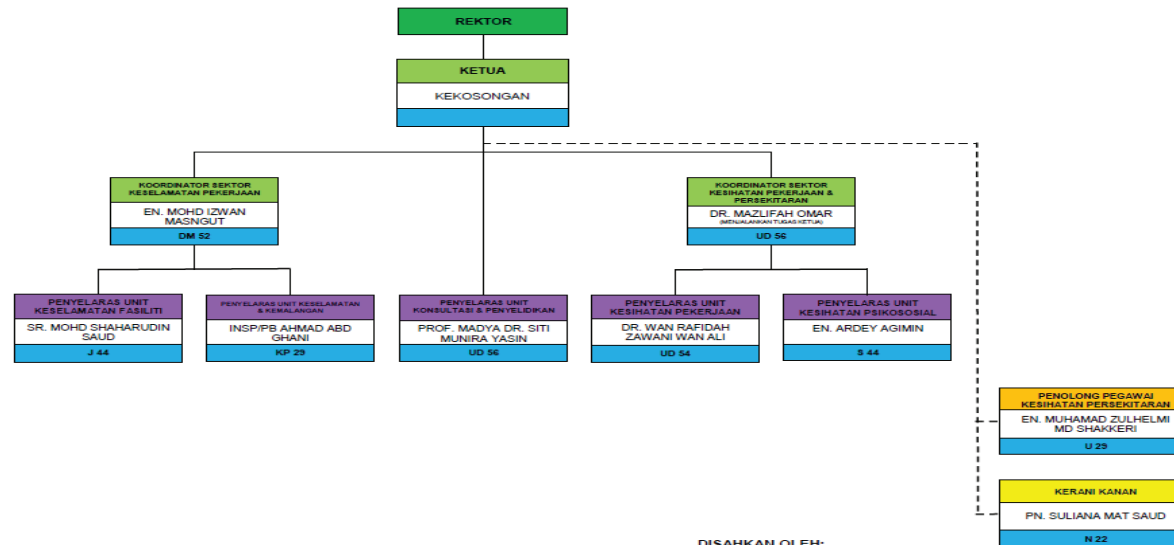 REKTOR
KETUA
KEKOSONGAN
KOORDINATOR SEKTOR
KESELAMATAN PEKERJAAN
EN. MOHD IZWAN
MASNGUT
DM 52
KOORDINATOR SEKTOR
KESIHATAN PEKERJAAN &
PERSEKITARAN
DR. MAZLIFAH OMAR
(MENJALANKAN TUGAS KETUA)
UD 56
PENYELARAS UNIT
KESELAMATAN FASILITI
SR. MOHD SHAHARUDIN
SAUD
J 44
PENYELARAS UNIT KESELAMATAN
& KEMALANGAN
INSP/PB AHMAD ABD
GHANI
KP 29
PENYELARAS UNIT
KONSULTASI & PENYELIDIKAN
PROF. MADYA DR. SITI
MUNIRA YASIN
UD 56
PENYELARAS UNIT
KESIHATAN PEKERJAAN
DR. WAN RAFIDAH
ZAWANI WAN ALI
UD 54
PENYELARAS UNIT
KESIHATAN PSIKOSOSIAL
EN. ARDEY AGIMIN
S 44
PENOLONG PEGAWAI
KESIHATAN PERSEKITARAN
EN. MUHAMAD ZULHELMI
MD SHAKKERI
U 29
KERANI KANAN
PN. SULIANA MAT SAUD
N 22
DISAHKAN OLEH: